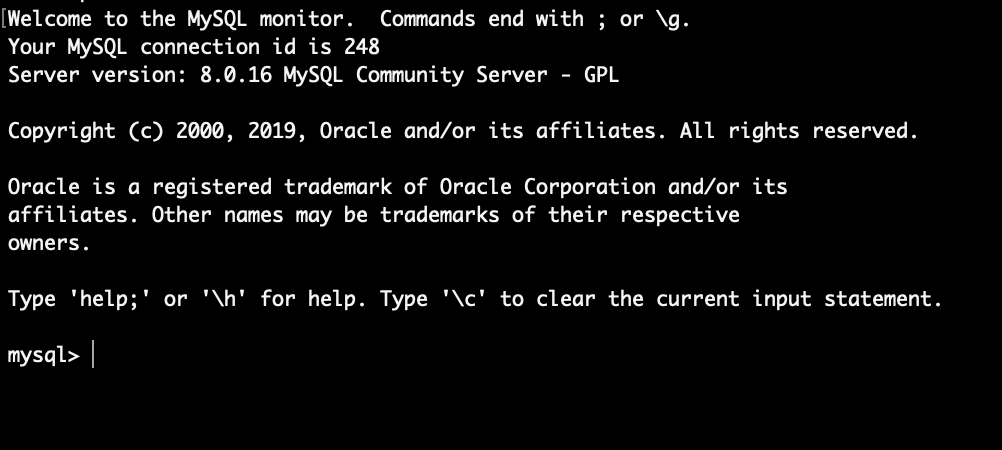 [Welcome to the MySQL monitor.  Commands end with ; or \g.
Your MySQL connection id is 248
Server version: 8.0.16 MySQL Community Server - GPL
Copyright (c) 2000, 2019, Oracle and/or its affiliates. All rights reserved.
Oracle is a registered trademark of Oracle Corporation and/or its
affiliates. Other names may be trademarks of their respective
owners.
Type 'help;' or '\h' for help. Type '\c' to clear the current input statement.
mysql>